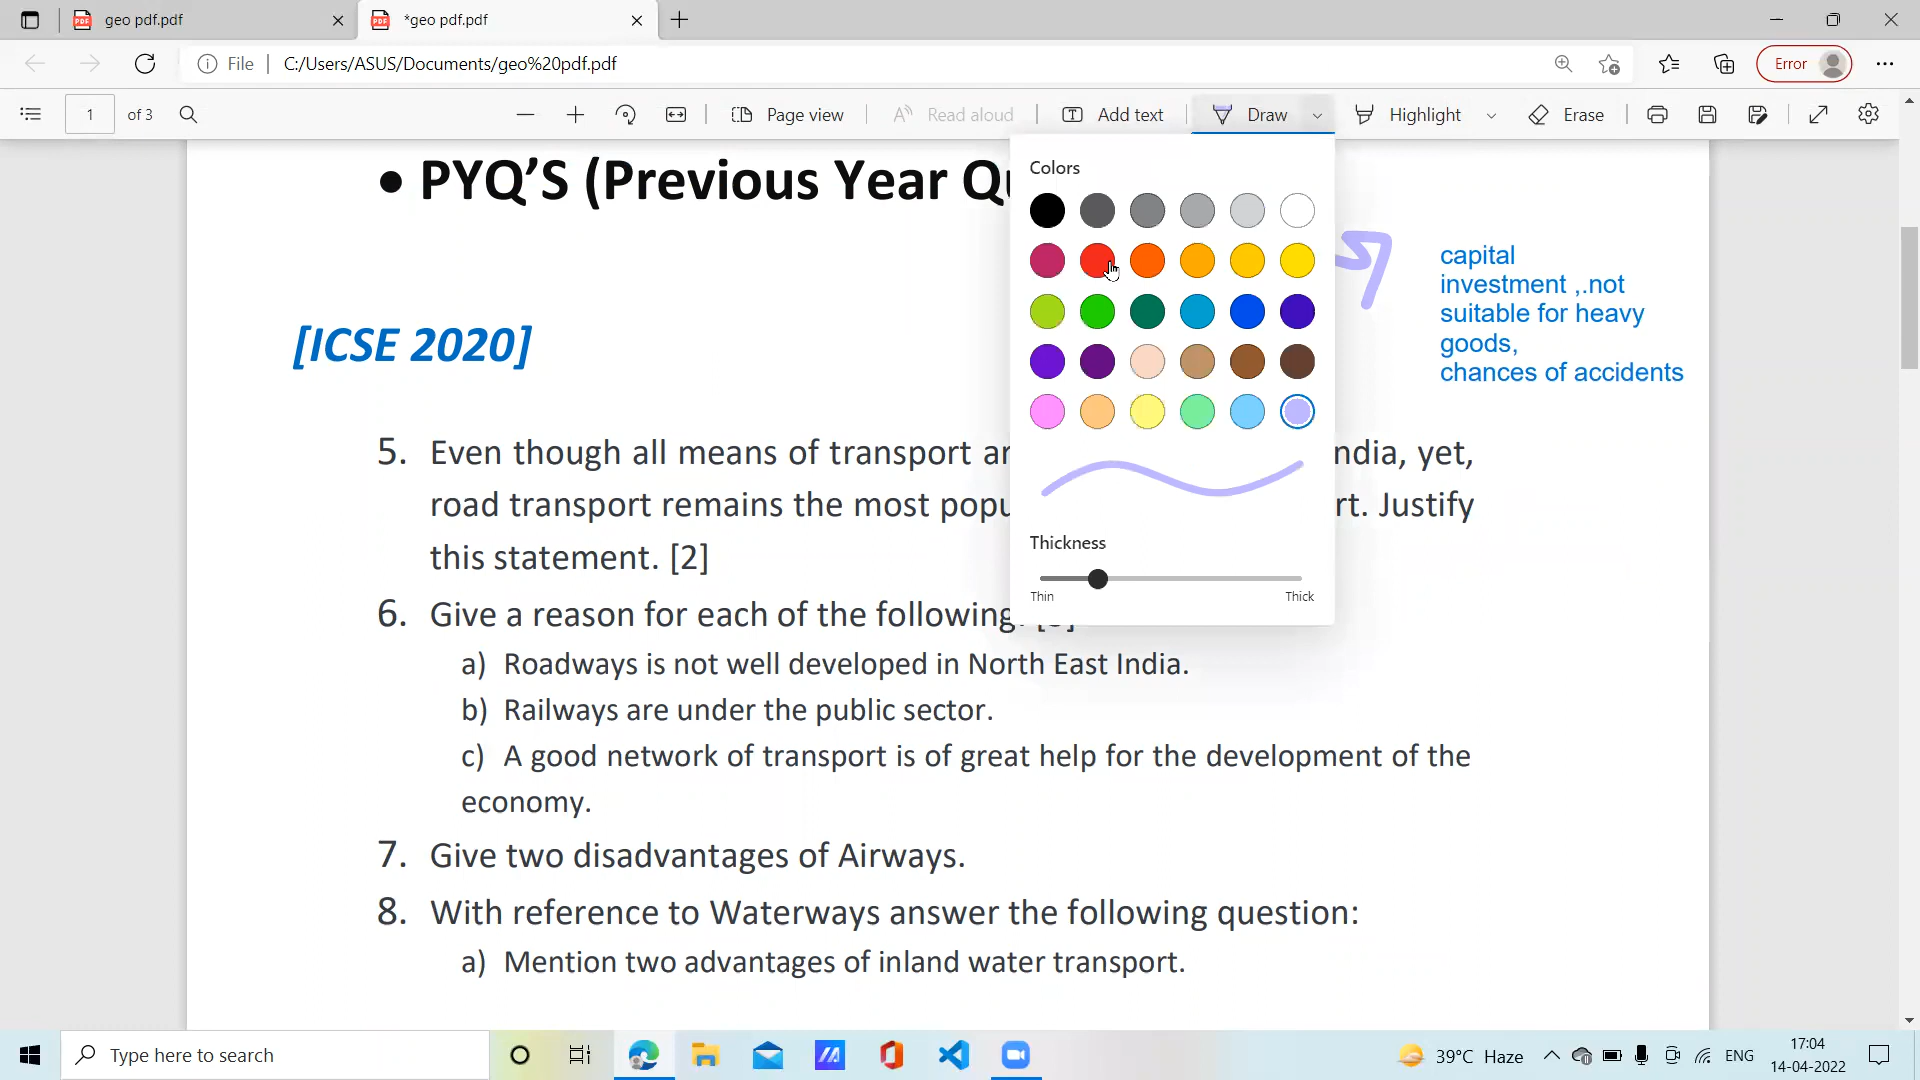 geo pdf.pdf
*geo pdf.pdf
File
C:/Users/ASUS/Documents/geo%20pdf.pdf
Error
1 of 3
Page view
Read aloud
Add text
Draw
Highlight
Erase
• PYQ’S (Previous Year
Colors
capital
investment ,.not
suitable for heavy
goods,
chances of accidents
[ICSE 2020]
5. Even though all means of transport ndia, yet,
road transport remains the most rt. Justify
this statement. [2]
Thickness
Thin Thick
6. Give a reason for each of the following
a) Roadways is not well developed in North East India.
b) Railways are under the public sector.
c) A good network of transport is of great help for the development of the
economy.
7. Give two disadvantages of Airways.
8. With reference to Waterways answer the following question:
a) Mention two advantages of inland water transport.
Type here to search
39°C Haze
ENG
17:04
14-04-2022